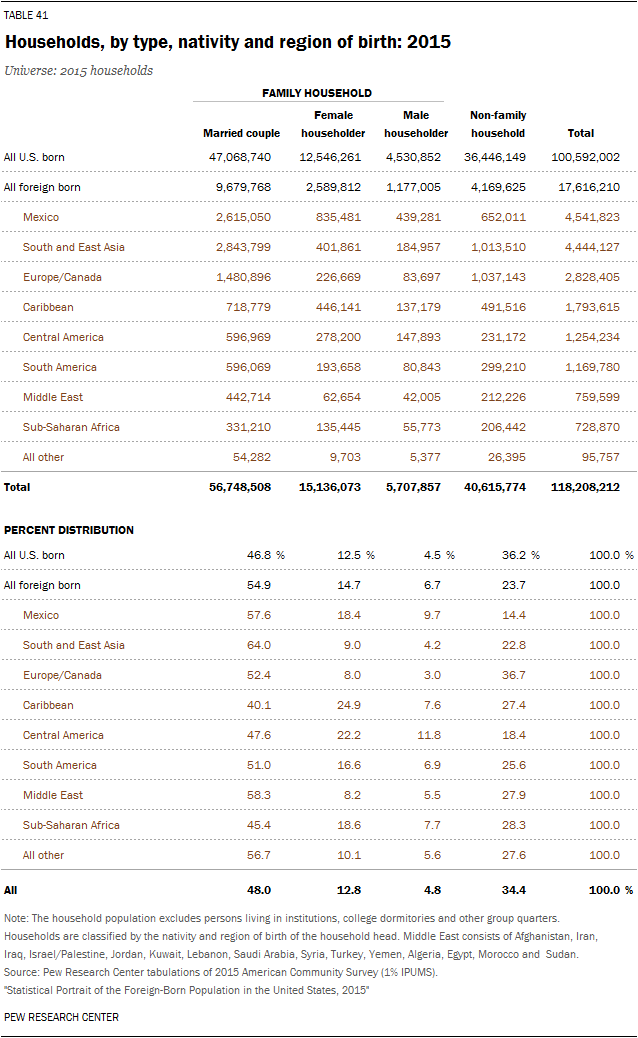 TABLE 41
Households, by type, nativity and region of birth: 2015
Universe: 2015 households
FAMILY HOUSEHOLD
Married couple Female householder Male householder Non-family household Total
All U.S. born 47,068,740 12,546,261 4,530,852 36,446,149 100,592,002
All foreign born 9,679,768 2,589,812 1,177,005 4,169,625 17,616,210
Mexico 2,615,050 835,481 439,281 652,011 4,541,823
South and East Asia 2,843,799 401,861 184,957 1,013,510 4,444,127
Europe/Canada 1,480,896 226,669 83,697 1,037,143 2,828,405
Caribbean 718,779 446,141 137,179 491,516 1,793,615
Central America 596,969 278,200 147,893 231,172 1,254,234
South America 596,069 193,658 80,843 299,210 1,169,780
Middle East 442,714 62,654 42,005 212,226 759,599
Sub-Saharan Africa 331,210 135,445 55,773 206,442 728,870
All other 54,282 9,703 5,377 26,395 95,757
Total 56,748,508 15,136,073 5,707,857 40,615,774 118,208,212
PERCENT DISTRIBUTION
All U.S. born 46.8 % 12.5 % 4.5 % 36.2 % 100.0 %
All foreign born 54.9 14.7 6.7 23.7 100.0
Mexico 57.6 18.4 9.7 14.4 100.0
South and East Asia 64.0 9.0 4.2 22.8 100.0
Europe/Canada 52.4 8.0 3.0 36.7 100.0
Caribbean 40.1 24.9 7.6 27.4 100.0
Central America 47.6 22.2 11.8 18.4 100.0
South America 51.0 16.6 6.9 25.6 100.0
Middle East 58.3 8.2 5.5 27.9 100.0
Sub-Saharan Africa 45.4 18.6 7.7 28.3 100.0
All other 56.7 10.1 5.6 27.6 100.0
All 48.0 12.8 4.8 34.4 100.0 %
Note: The household population excludes persons living in institutions, college dormitories and other group quarters.
Households are classified by the nativity and region of birth of the household head. Middle East consists of Afghanistan, Iran,
Iraq, Israel/Palestine, Jordan, Kuwait, Lebanon, Saudi Arabia, Syria, Turkey, Yemen, Algeria, Egypt, Morocco and Sudan.
Source: Pew Research Center tabulations of 2015 American Community Survey (1% IPUMS).
"Statistical Portrait of the Foreign-Born Population in the United States, 2015"
PEW RESEARCH CENTER